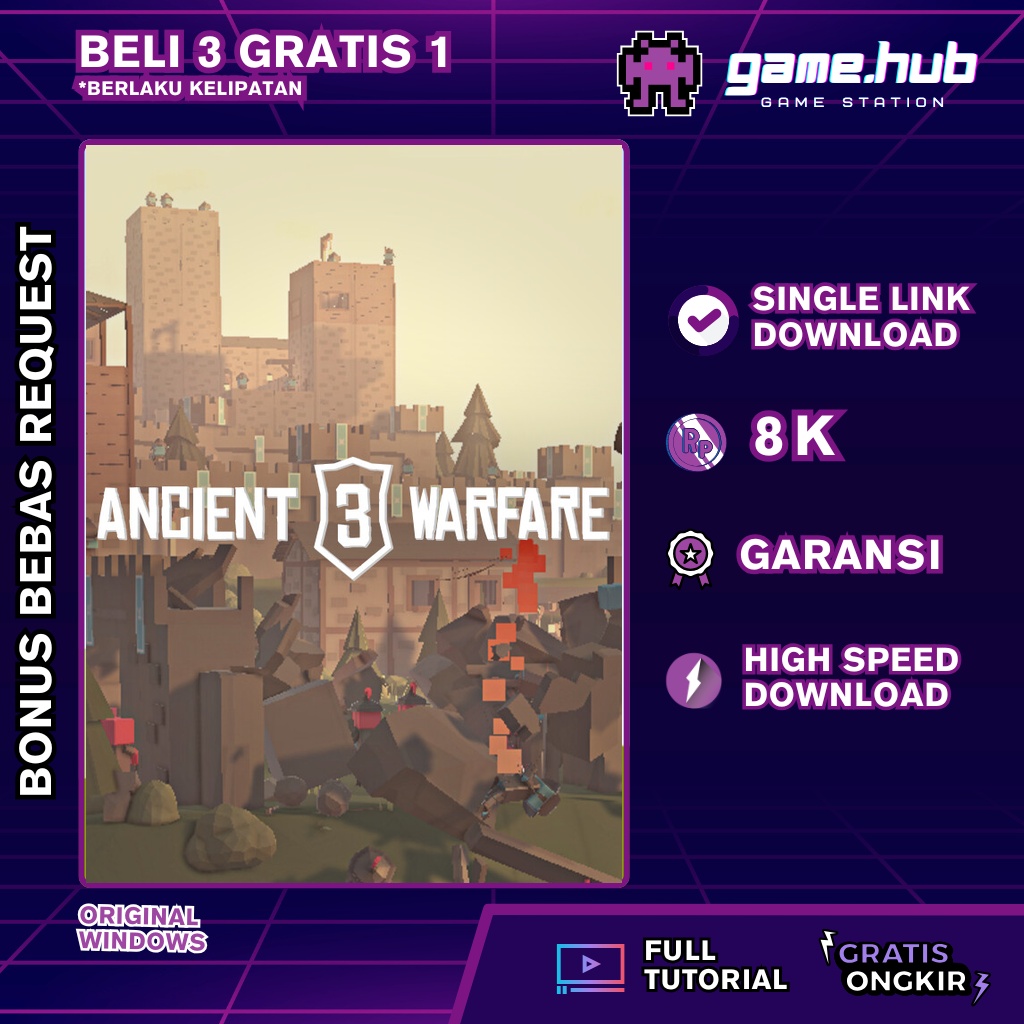 BELI 3 GRATIS 1
*BERLAKU KELIPATAN
game.hub
GAME STATION
BONUS BEBAS REQUEST
ANCIENT 3 WARFARE
SINGLE LINK
DOWNLOAD
RP
8K
GARANSI
HIGH SPEED
DOWNLOAD
ORIGINAL
WINDOWS
FULL
TUTORIAL
GRATIS
ONGKIR